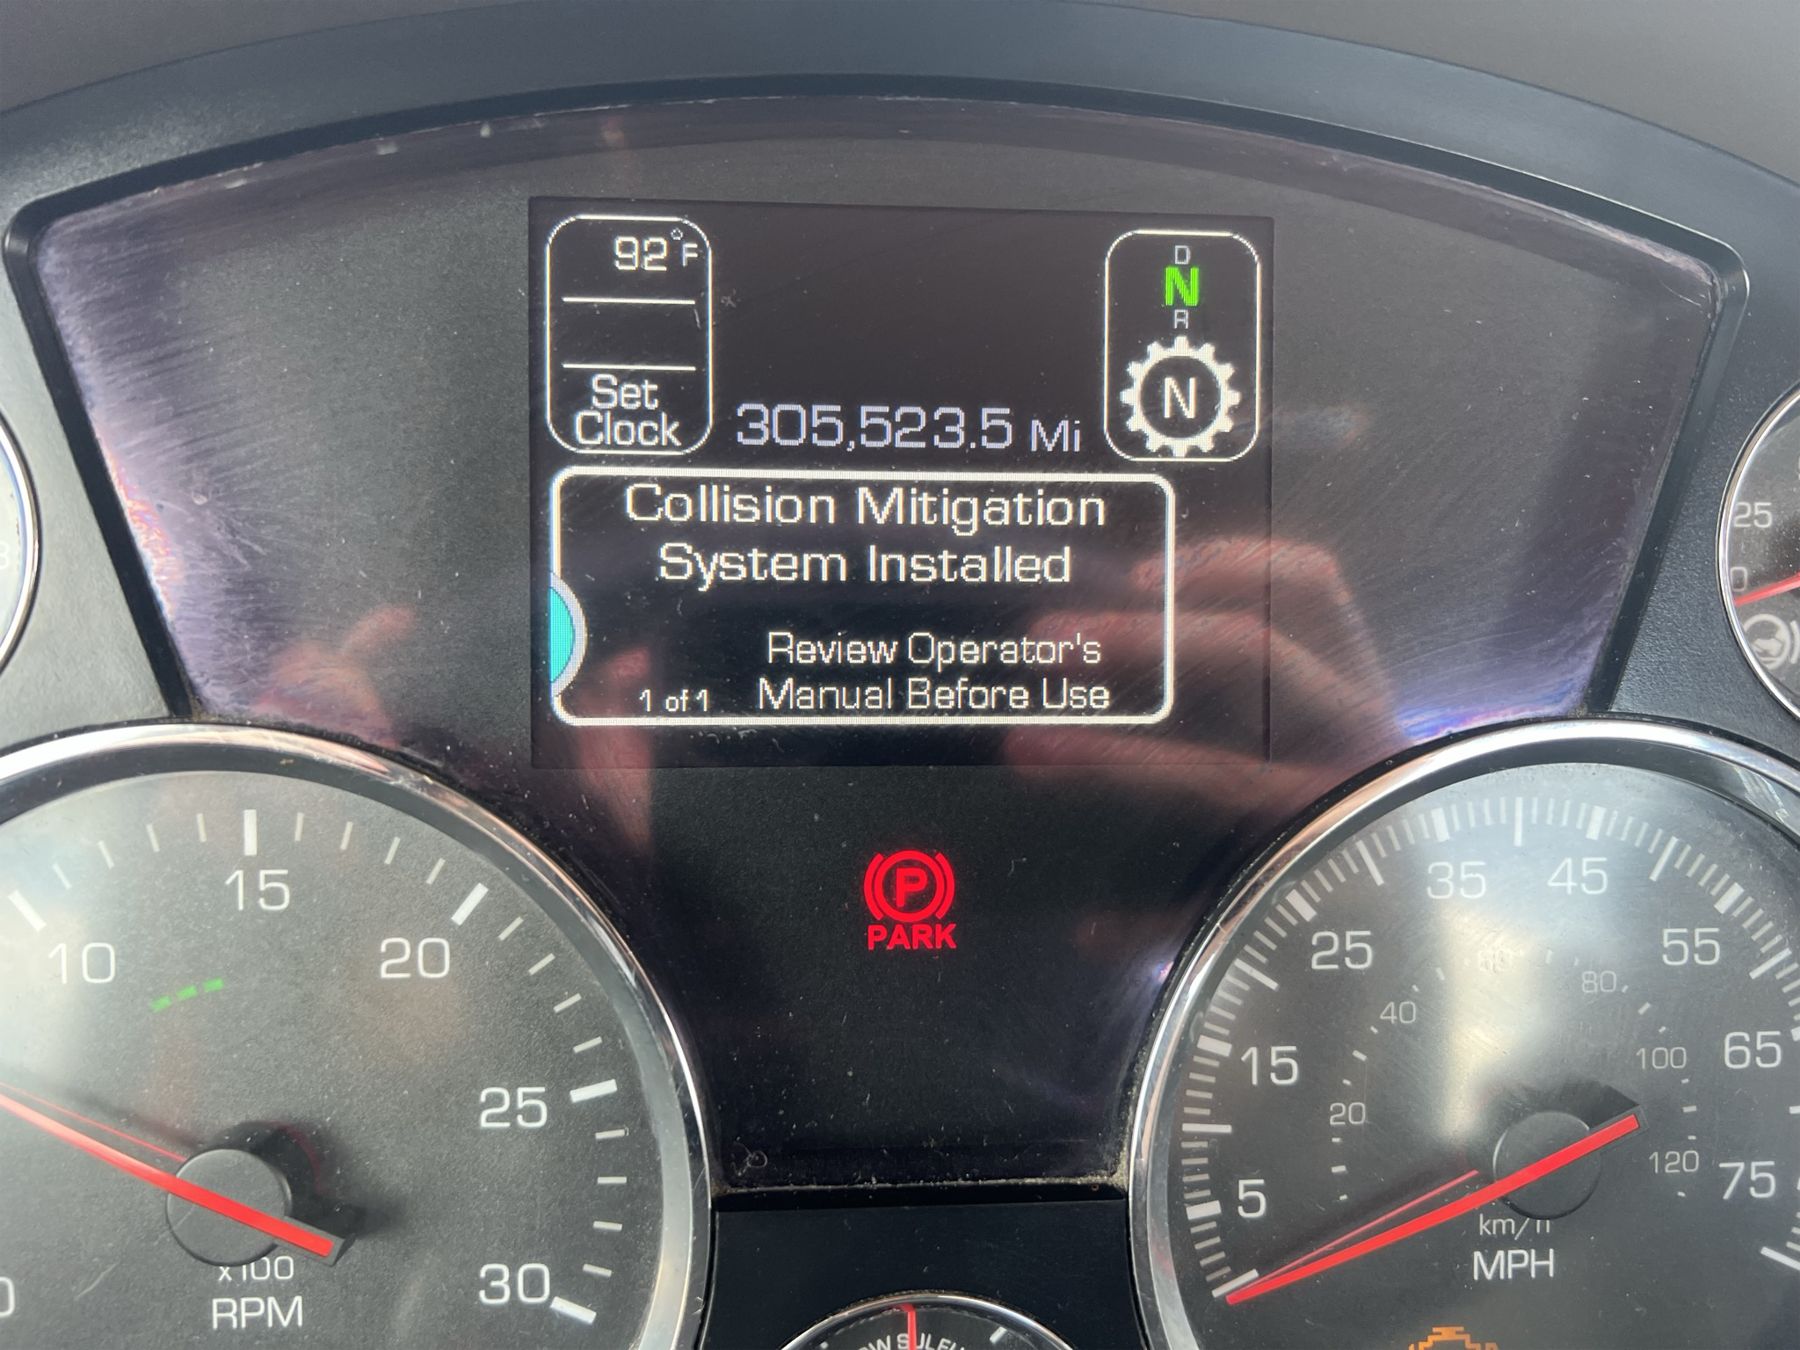 92°F
Set
Clock
305,523.5 Mi
D
N
R
N
Collision Mitigation
System Installed
Review Operator's
Manual Before Use
1 of 1
P
PARK
10
15
20
25
30
x100
RPM
5
15
25
35
45
55
65
75
20
40
80
100
120
MPH
25
0